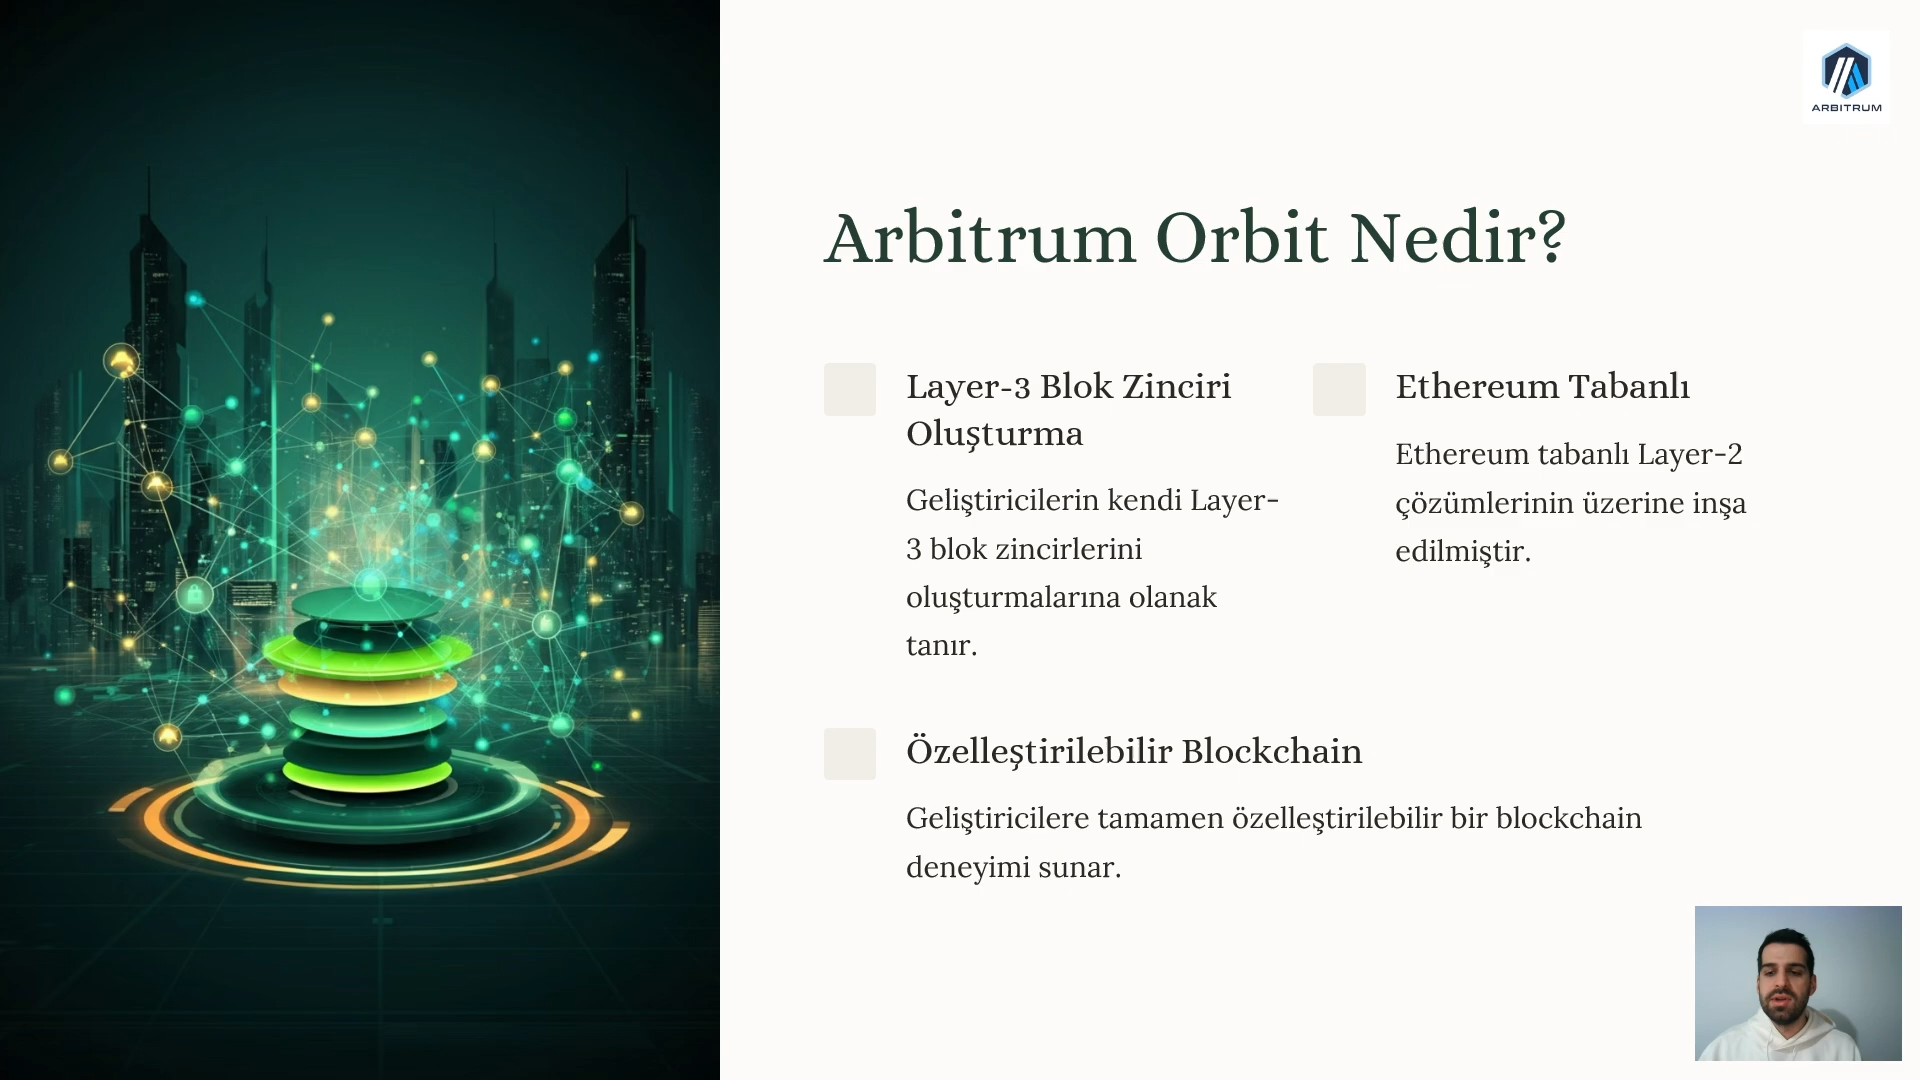 ARBITRUM
Arbitrum Orbit Nedir?
Layer-3 Blok Zinciri
Oluşturma
Geliştiricilerin kendi Layer-
3 blok zincirlerini
oluşturmalarına olanak
tanır.
Ethereum Tabanlı
Ethereum tabanlı Layer-2
çözümlerinin üzerine inşa
edilmiştir.
Özelleştirilebilir Blockchain
Geliştiricilere tamamen özelleştirilebilir bir blockchain
deneyimi sunar.